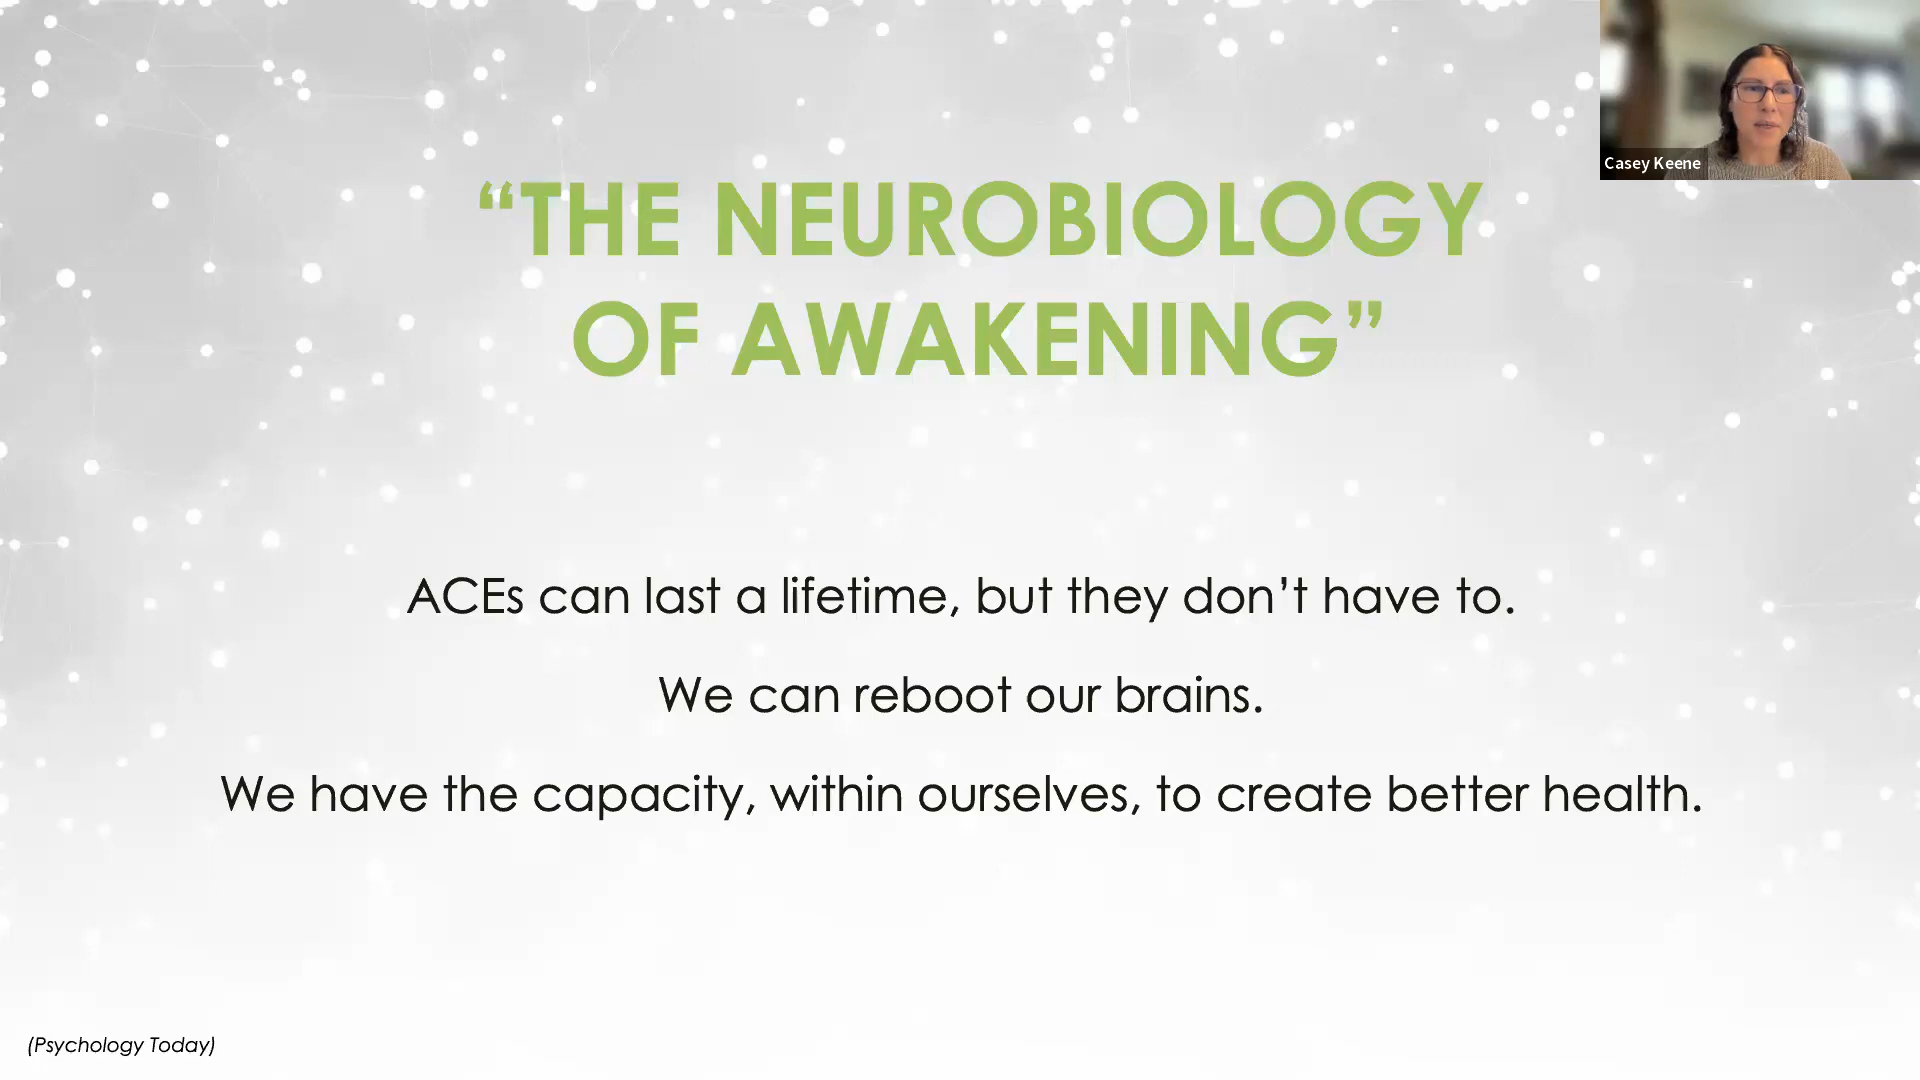 “THE NEUROBIOLOGY
OF AWAKENING”
Casey Keene
ACEs can last a lifetime, but they don’t have to.
We can reboot our brains.
We have the capacity, within ourselves, to create better health.
(Psychology Today)